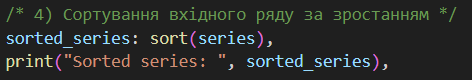 /* 4) Сортування вхідного ряду за зростанням */
sorted_series: sort(series),
print("Sorted series: ", sorted_series),